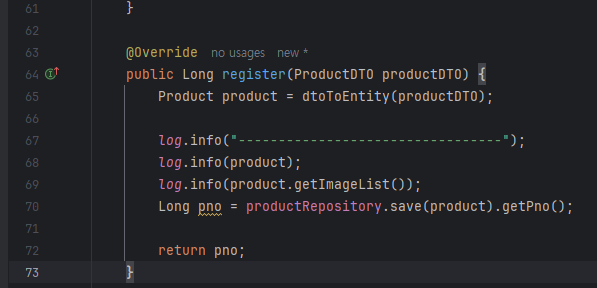 61 }
62
63 @Override no usages new *
64 public Long register(ProductDTO productDTO) {
65 Product product = dtoToEntity(productDTO);
66
67 log.info("---------------------------------");
68 log.info(product);
69 log.info(product.getImageList());
70 Long pno = productRepository.save(product).getPno();
71
72 return pno;
73 }